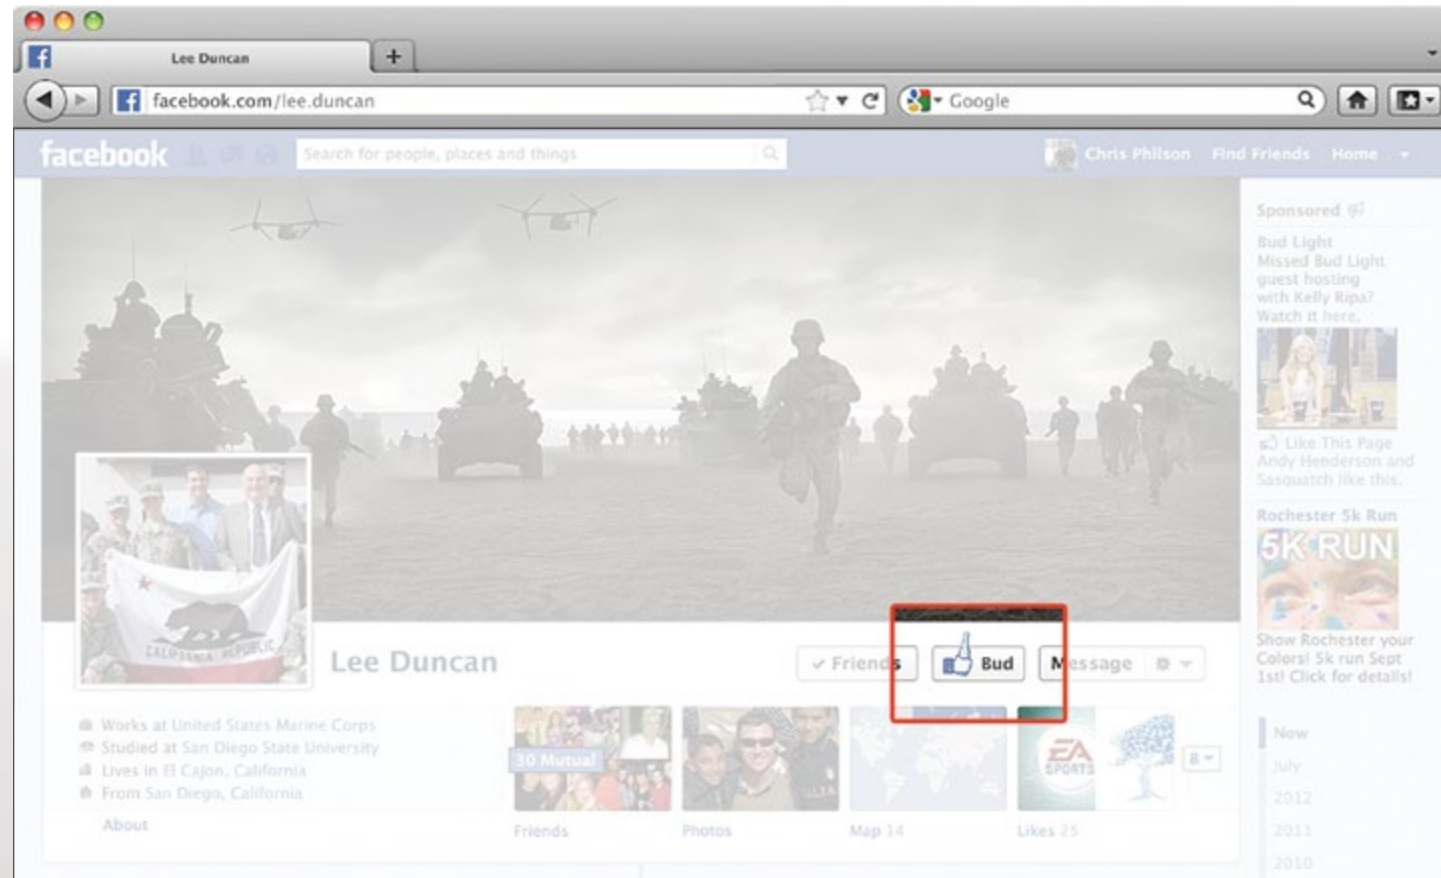 Lee Duncan
facebook.com/lee.duncan
Google
facebook
Search for people, places and things
Chris Philson Find Friends Home
Sponsored
Bud Light
Missed Bud Light
guest hosting
with Kelly Ripa?
Watch it here.
Like This Page
Andy Henderson and
Sasquatch like this.
Rochester 5k Run
5K RUN
Show Rochester your
Colors! 5k run Sept
1st! Click for details!
CALIFORNIA REPUBLIC
Lee Duncan
Friends
Bud
Message
Works at United States Marine Corps
Studied at San Diego State University
Lives in El Cajon, California
From San Diego, California
About
30 Mutual
Friends
Photos
Map 14
EA
SPORTS
Likes 25
8
Now
July
2012
2011
2010